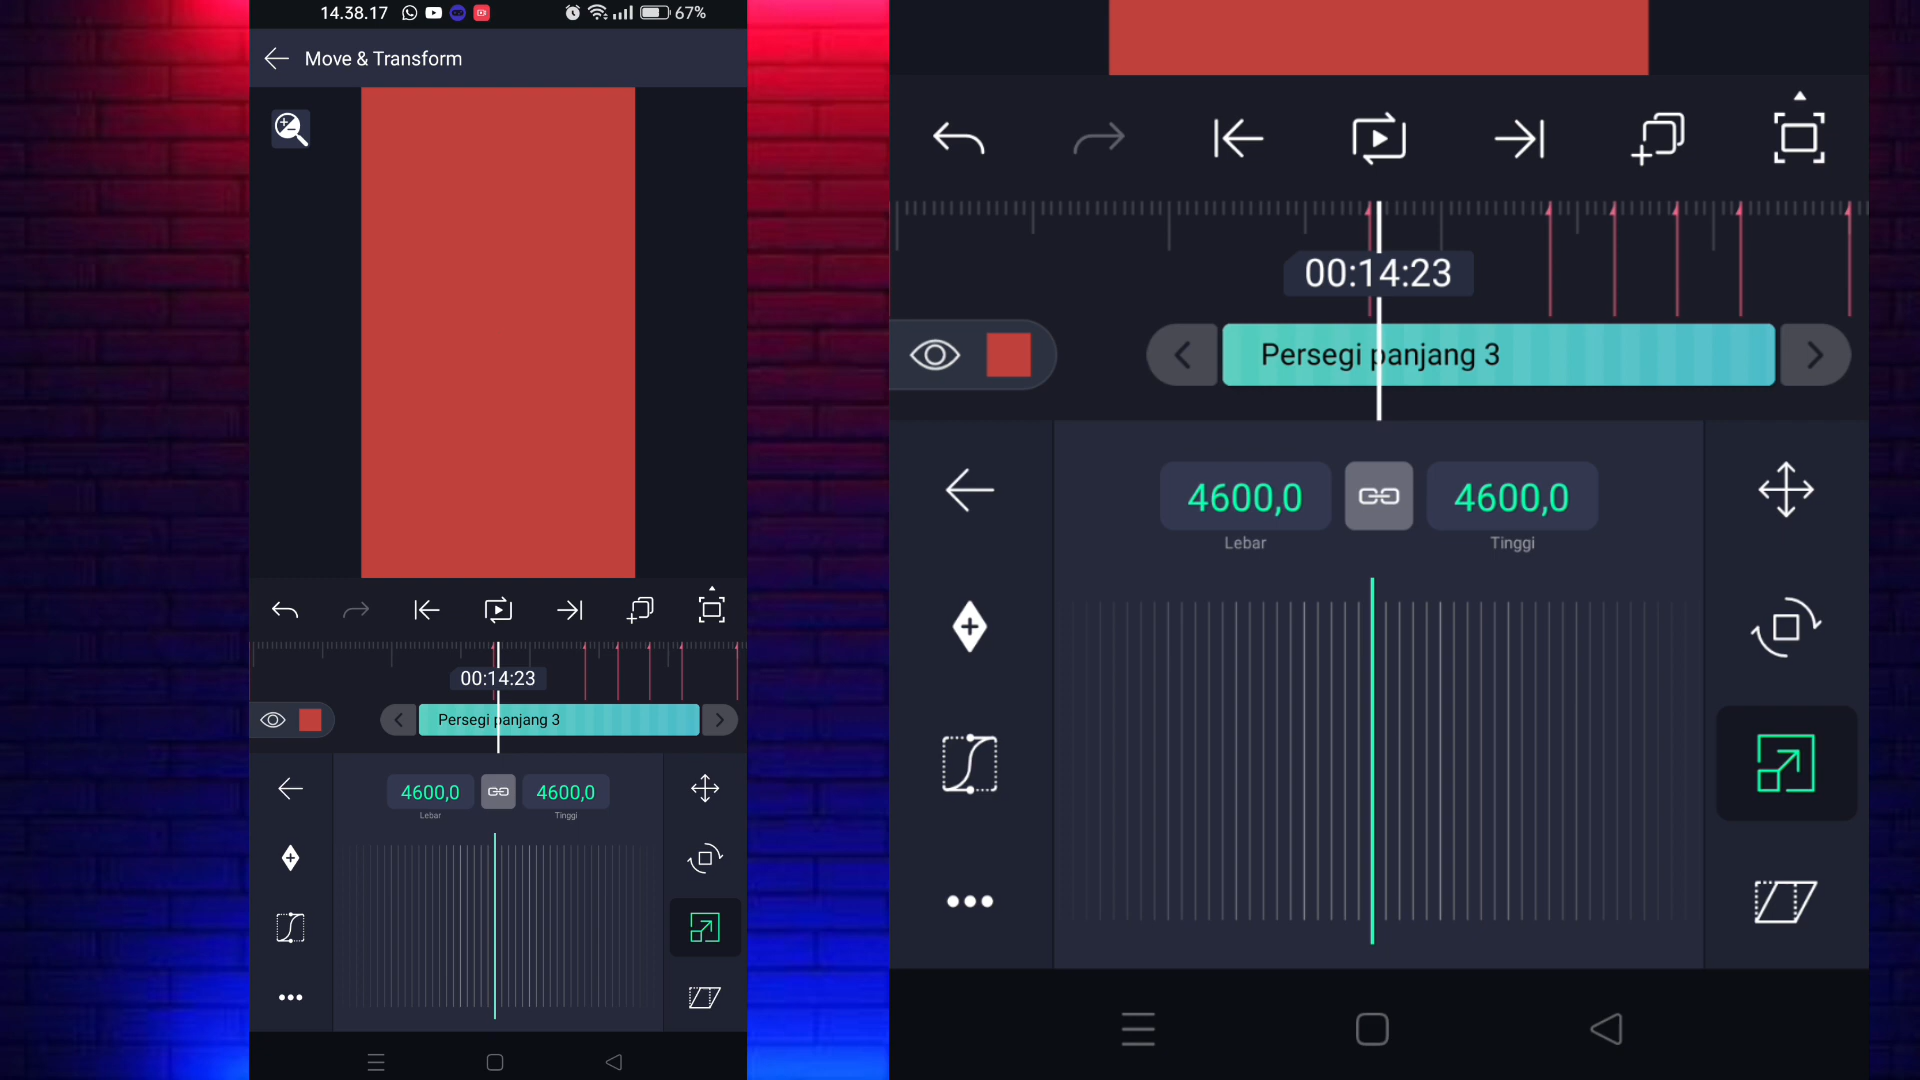 14.38.17
67%
Move & Transform
00:14:23
Persegi panjang 3
4600,0
4600,0
Lebar
Tinggi
00:14:23
Persegi panjang 3
4600,0
4600,0
Lebar
Tinggi